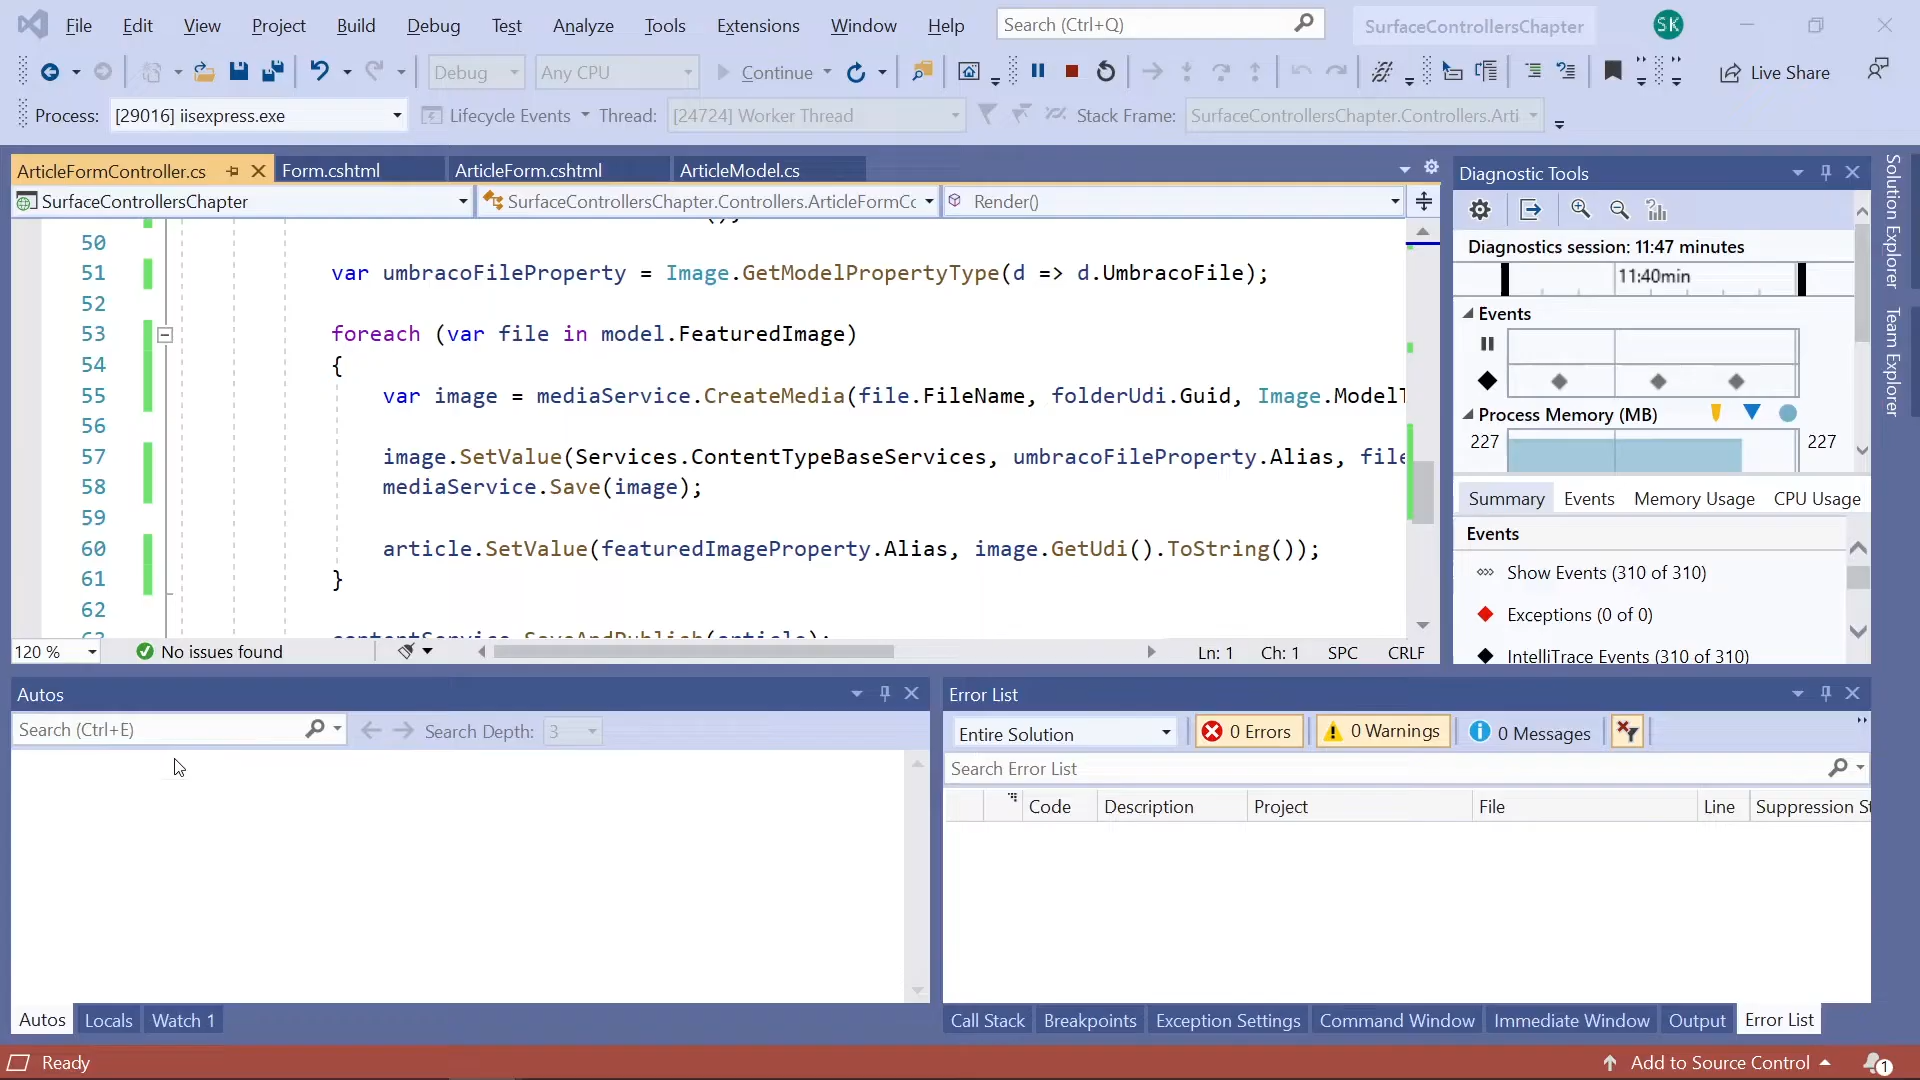 File Edit View Project Build Debug Test Analyze Tools Extensions Window Help Search (Ctrl+Q) SurfaceControllersChapter SK
Debug Any CPU Continue Live Share
Process: [29016] iisexpress.exe Lifecycle Events Thread: [24724] Worker Thread Stack Frame: SurfaceControllersChapter.Controllers.Arti
ArticleFormController.cs Form.cshtml ArticleForm.cshtml ArticleModel.cs
SurfaceControllersChapter SurfaceControllersChapter.Controllers.ArticleFormCo Render()
50
51 var umbracoFileProperty = Image.GetModelPropertyType(d => d.UmbracoFile);
52
53 foreach (var file in model.FeaturedImage)
54 {
55 var image = mediaService.CreateMedia(file.FileName, folderUdi.Guid, Image.ModelT
56
57 image.SetValue(Services.ContentTypeBaseServices, umbracoFileProperty.Alias, file
58 mediaService.Save(image);
59
60 article.SetValue(featuredImageProperty.Alias, image.GetUdi().ToString());
61 }
62
63 contentService.SaveAndPublish(article);
120 % No issues found Ln: 1 Ch: 1 SPC CRLF
Diagnostic Tools
Diagnostics session: 11:47 minutes
11:40min
Events
Process Memory (MB)
227 227
Summary Events Memory Usage CPU Usage
Events
Show Events (310 of 310)
Exceptions (0 of 0)
IntelliTrace Events (310 of 310)
Solution Explorer
Team Explorer
Autos
Search (Ctrl+E) Search Depth: 3
Autos Locals Watch 1
Error List
Entire Solution 0 Errors 0 Warnings 0 Messages
Search Error List
Code Description Project File Line Suppression St
Call Stack Breakpoints Exception Settings Command Window Immediate Window Output Error List
Ready Add to Source Control 1